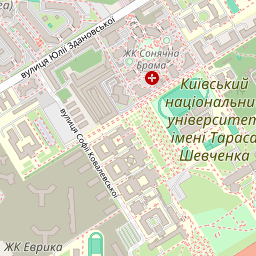 вулиця Юлії Здановської
ЖК Сонячна
Брама
Київський
національни
університет
імені Тараса
Шевченка
вулиця Софії Ковалевської
ЖК Еврика